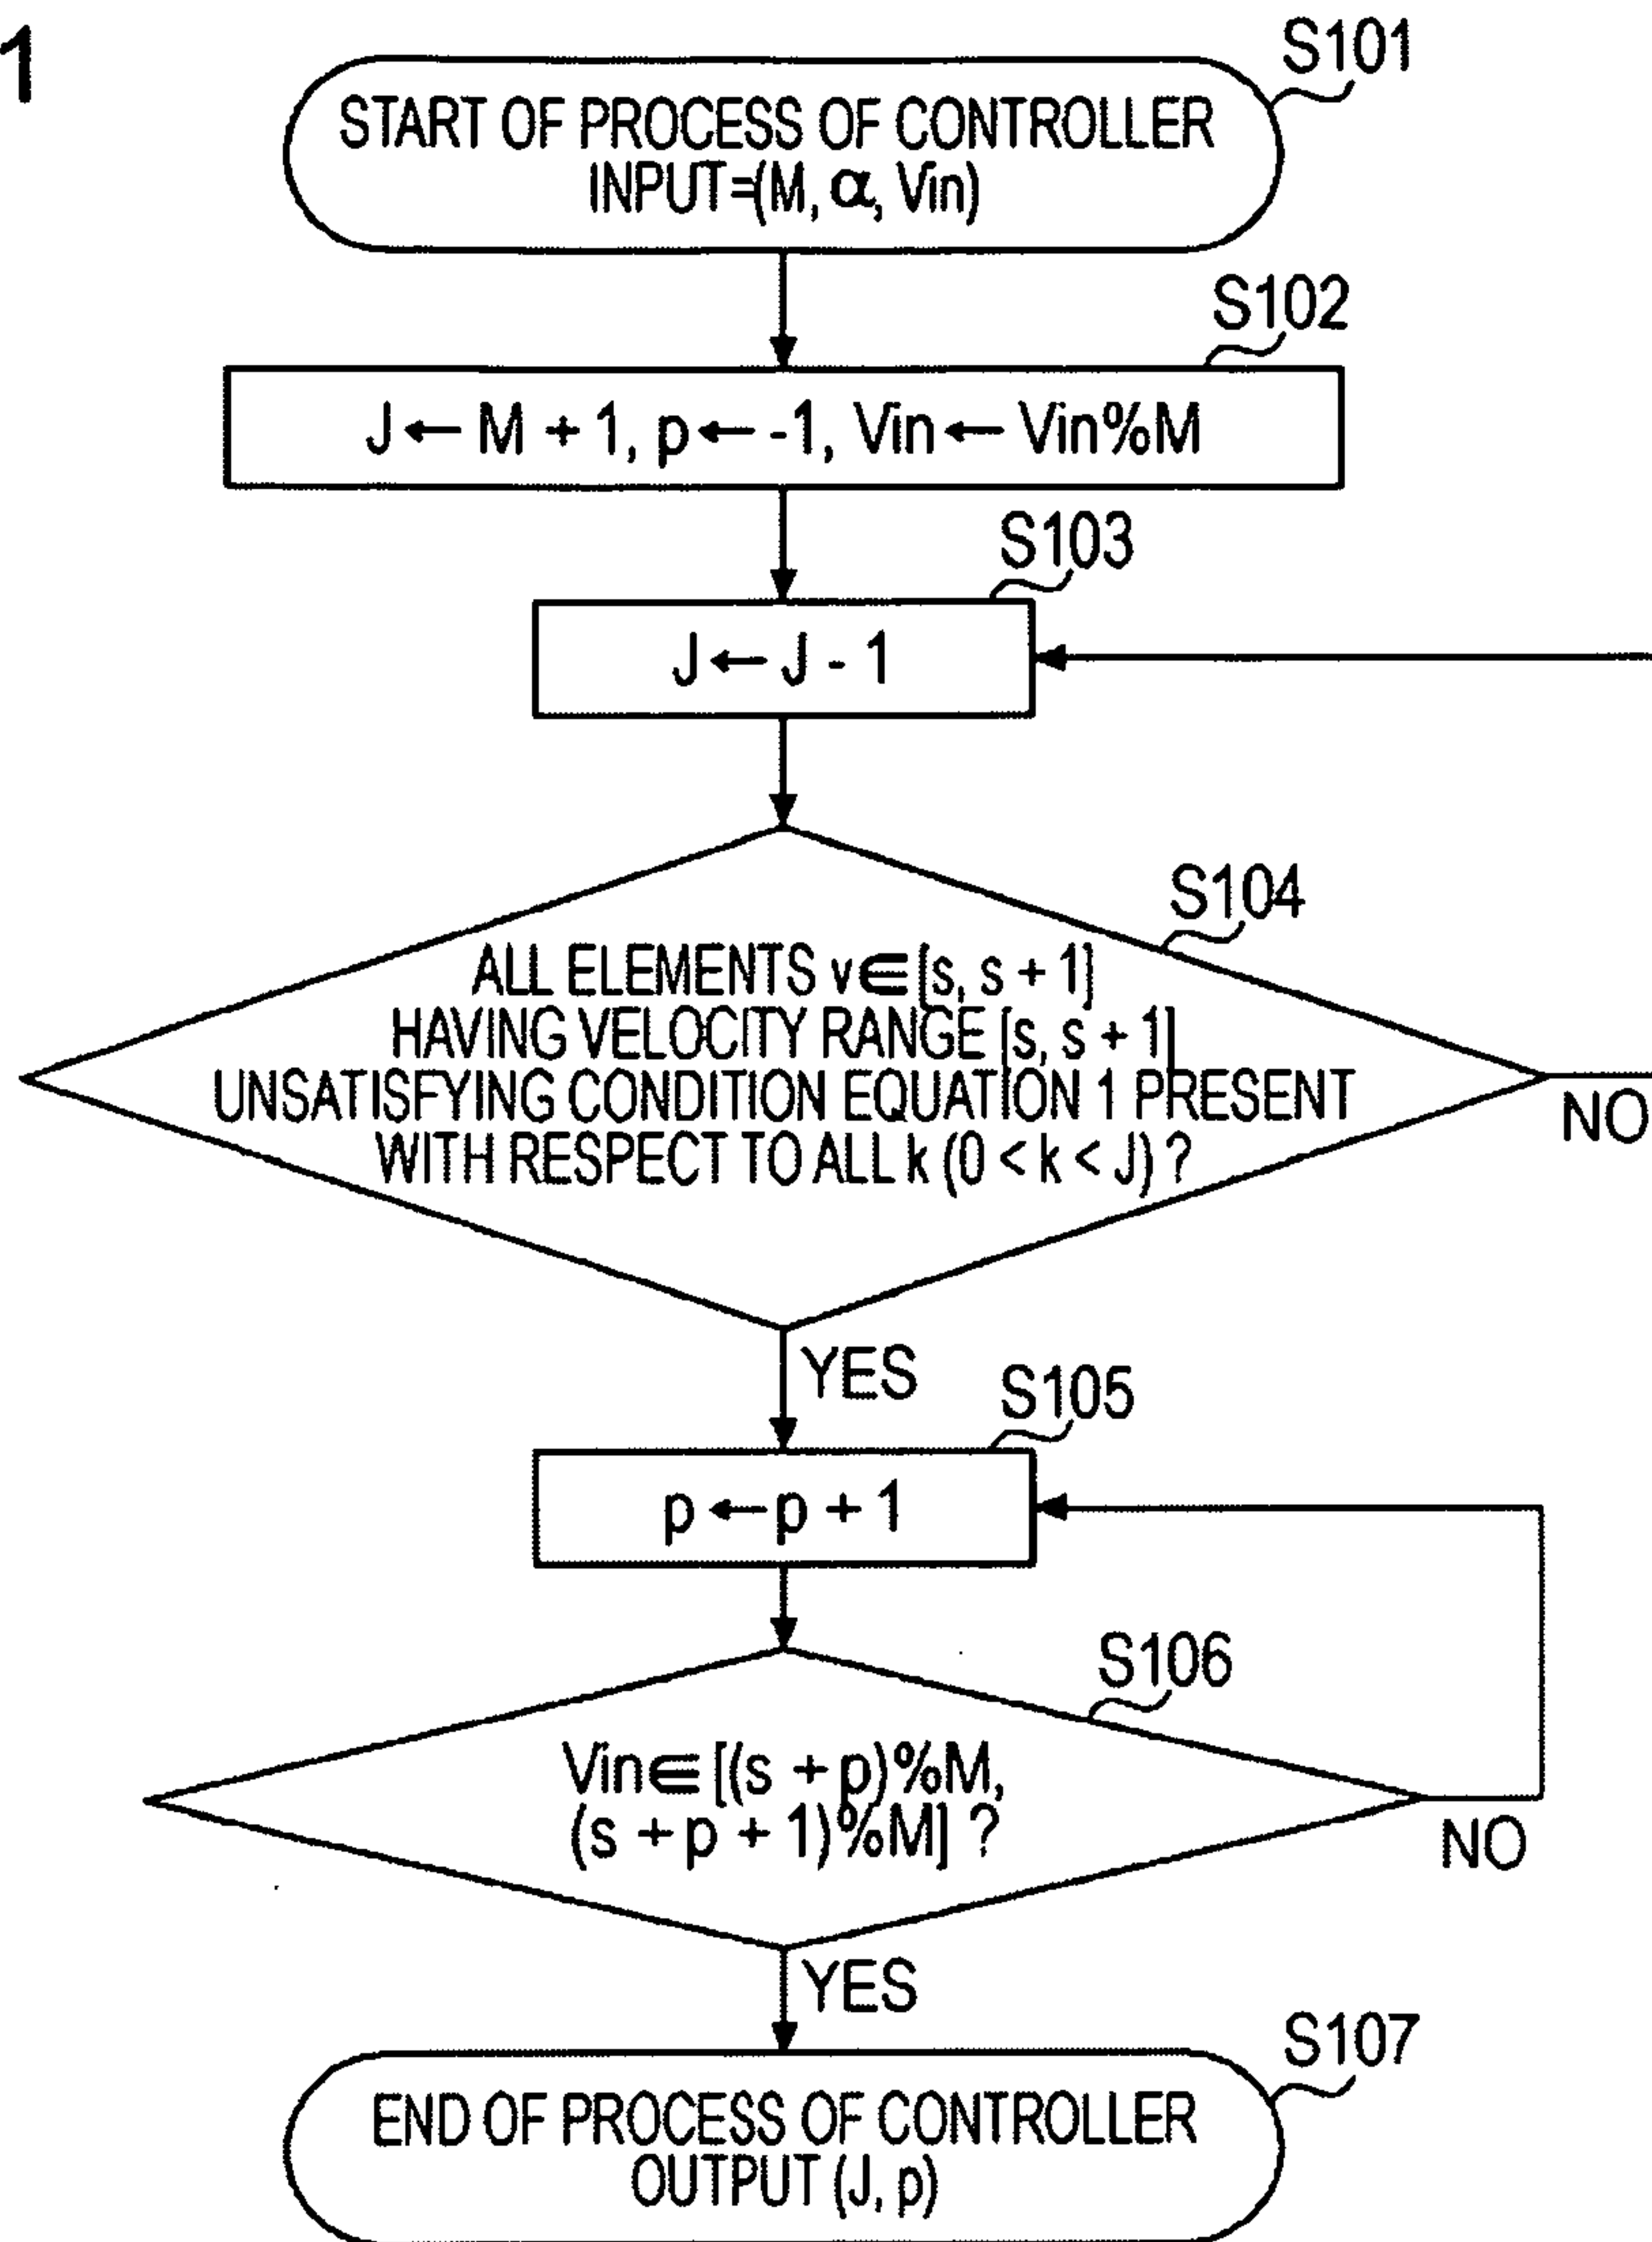 1
S101
START OF PROCESS OF CONTROLLER
INPUT=(M, α, Vin)
S102
J ← M + 1, p ← -1, Vin ← Vin%M
S103
J ← J - 1
S104
ALL ELEMENTS v∈[s, s + 1]
HAVING VELOCITY RANGE [s, s + 1]
UNSATISFYING CONDITION EQUATION 1 PRESENT
WITH RESPECT TO ALL k (0 < k < J) ?
NO
YES
S105
p ← p + 1
S106
Vin∈[(s + p)%M,
(s + p + 1)%M] ?
NO
YES
S107
END OF PROCESS OF CONTROLLER
OUTPUT (J, p)